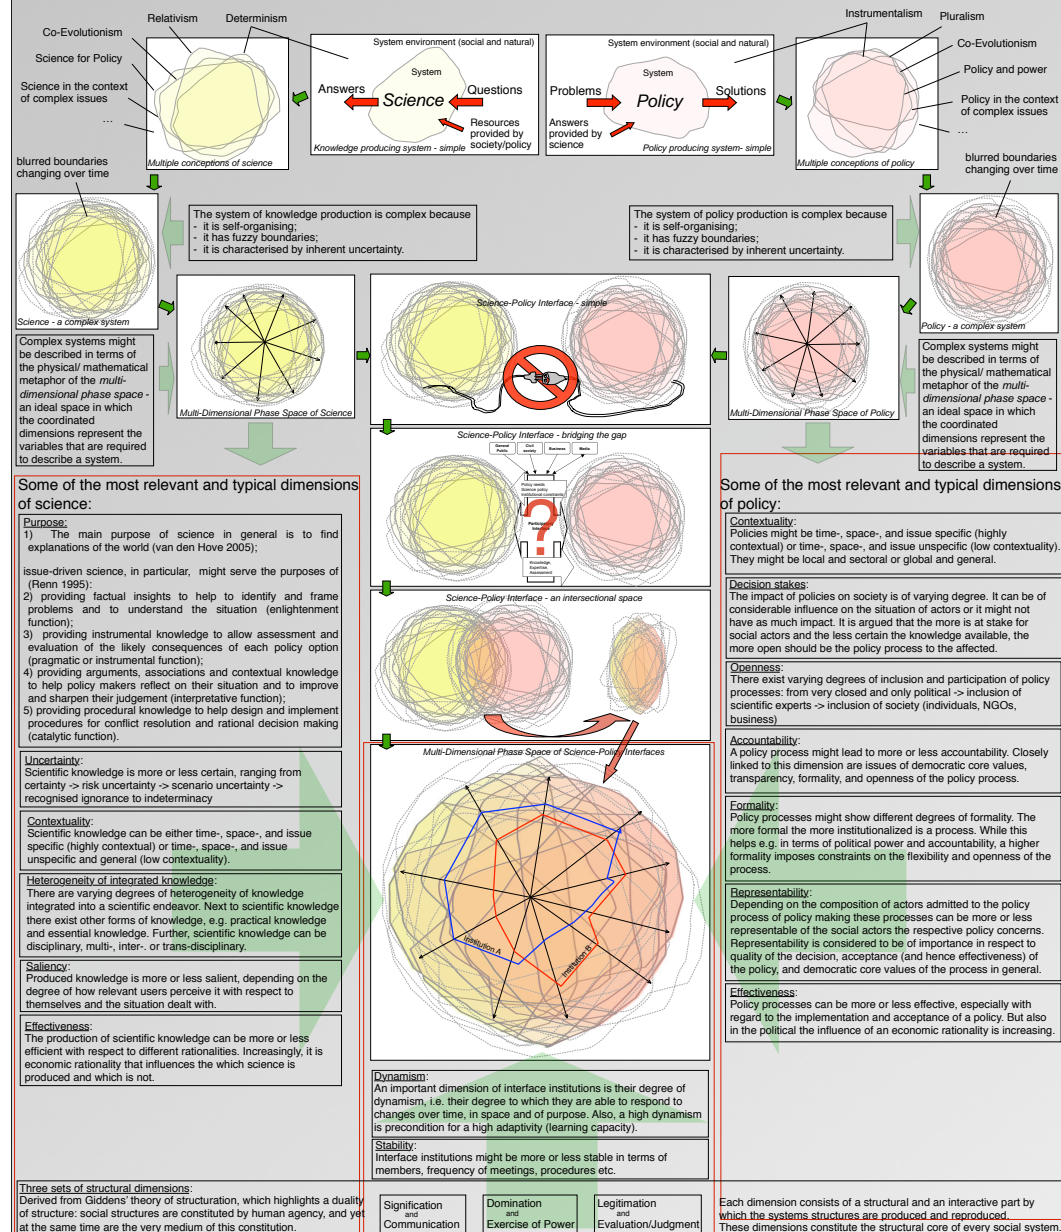 Relativism
Determinism
Co-Evolutionism
Science for Policy
Science in the context
of complex issues
...
Multiple conceptions of science
System environment (social and natural)
System
Answers
Science
Questions
Resources
provided by
society/policy
Knowledge producing system - simple
System environment (social and natural)
System
Problems
Policy
Solutions
Answers
provided by
science
Policy producing system- simple
Instrumentalism
Pluralism
Co-Evolutionism
Policy and power
Policy in the context
of complex issues
...
Multiple conceptions of policy
blurred boundaries
changing over time
Science - a complex system
The system of knowledge production is complex because
- it is self-organising;
- it has fuzzy boundaries;
- it is characterised by inherent uncertainty.
The system of policy production is complex because
- it is self-organising;
- it has fuzzy boundaries;
- it is characterised by inherent uncertainty.
blurred boundaries
changing over time
Policy - a complex system
Complex systems might
be described in terms of
the physical/ mathematical
metaphor of the multi-
dimensional phase space -
an ideal space in which
the coordinated
dimensions represent the
variables that are required
to describe a system.
Multi-Dimensional Phase Space of Science
Science-Policy Interface - simple
Multi-Dimensional Phase Space of Policy
Complex systems might
be described in terms of
the physical/ mathematical
metaphor of the multi-
dimensional phase space -
an ideal space in which
the coordinated
dimensions represent the
variables that are required
to describe a system.
Science-Policy Interface - bridging the gap
General
Public
Civil
society
Business
Media
Policy needs
Science policy
Institutional constraints
?
Knowledge,
Expertise,
Assessment
Science-Policy Interface - an intersectional space
Multi-Dimensional Phase Space of Science-Policy Interfaces
Institution A
Institution B
Some of the most relevant and typical dimensions
of science:
Purpose:
1) The main purpose of science in general is to find
explanations of the world (van den Hove 2005);
issue-driven science, in particular, might serve the purposes of
(Renn 1995):
2) providing factual insights to help to identify and frame
problems and to understand the situation (enlightenment
function);
3) providing instrumental knowledge to allow assessment and
evaluation of the likely consequences of each policy option
(pragmatic or instrumental function);
4) providing arguments, associations and contextual knowledge
to help policy makers reflect on their situation and to improve
and sharpen their judgement (interpretative function);
5) providing procedural knowledge to help design and implement
procedures for conflict resolution and rational decision making
(catalytic function).
Uncertainty:
Scientific knowledge is more or less certain, ranging from
certainty -> risk uncertainty -> scenario uncertainty ->
recognised ignorance to indeterminacy
Contextuality:
Scientific knowledge can be either time-, space-, and issue
specific (highly contextual) or time-, space-, and issue
unspecific and general (low contextuality).
Heterogeneity of integrated knowledge:
There are varying degrees of heterogeneity of knowledge
integrated into a scientific endeavor. Next to scientific knowledge
there exist other forms of knowledge, e.g. practical knowledge
and essential knowledge. Further, scientific knowledge can be
disciplinary, multi-, inter-. or trans-disciplinary.
Saliency:
Produced knowledge is more or less salient, depending on the
degree of how relevant users perceive it with respect to
themselves and the situation dealt with.
Effectiveness:
The production of scientific knowledge can be more or less
efficient with respect to different rationalities. Increasingly, it is
economic rationality that influences the which science is
produced and which is not.
Some of the most relevant and typical dimensions
of policy:
Contextuality:
Policies might be time-, space-, and issue specific (highly
contextual) or time-, space-, and issue unspecific (low contextuality).
They might be local and sectoral or global and general.
Decision stakes:
The impact of policies on society is of varying degree. It can be of
considerable influence on the situation of actors or it might not
have as much impact. It is argued that the more is at stake for
social actors and the less certain the knowledge available, the
more open should be the policy process to the affected.
Openness:
There exist varying degrees of inclusion and participation of policy
processes: from very closed and only political -> inclusion of
scientific experts -> inclusion of society (individuals, NGOs,
business)
Accountability:
A policy process might lead to more or less accountability. Closely
linked to this dimension are issues of democratic core values,
transparency, formality, and openness of the policy process.
Formality:
Policy processes might show different degrees of formality. The
more formal the more institutionalized is a process. While this
helps e.g. in terms of political power and accountability, a higher
formality imposes constraints on the flexibility and openness of the
process.
Representability:
Depending on the composition of actors admitted to the policy
process of policy making these processes can be more or less
representable of the social actors the respective policy concerns.
Representability is considered to be of importance in respect to
quality of the decision, acceptance (and hence effectiveness) of
the policy, and democratic core values of the process in general.
Effectiveness:
Policy processes can be more or less effective, especially with
regard to the implementation and acceptance of a policy. But also
in the political the influence of an economic rationality is increasing.
Dynamism:
An important dimension of interface institutions is their degree of
dynamism, i.e. their degree to which they are able to respond to
changes over time, in space and of purpose. Also, a high dynamism
is precondition for a high adaptivity (learning capacity).
Stability:
Interface institutions might be more or less stable in terms of
members, frequency of meetings, procedures etc.
Three sets of structural dimensions:
Derived from Giddens' theory of structuration, which highlights a duality
of structure: social structures are constituted by human agency, and yet
at the same time are the very medium of this constitution.
Signification
and
Communication
Domination
and
Exercise of Power
Legitimation
and
Evaluation/Judgment
Each dimension consists of a structural and an interactive part by
which the systems structures are produced and reproduced.
These dimensions constitute the structural core of every social system